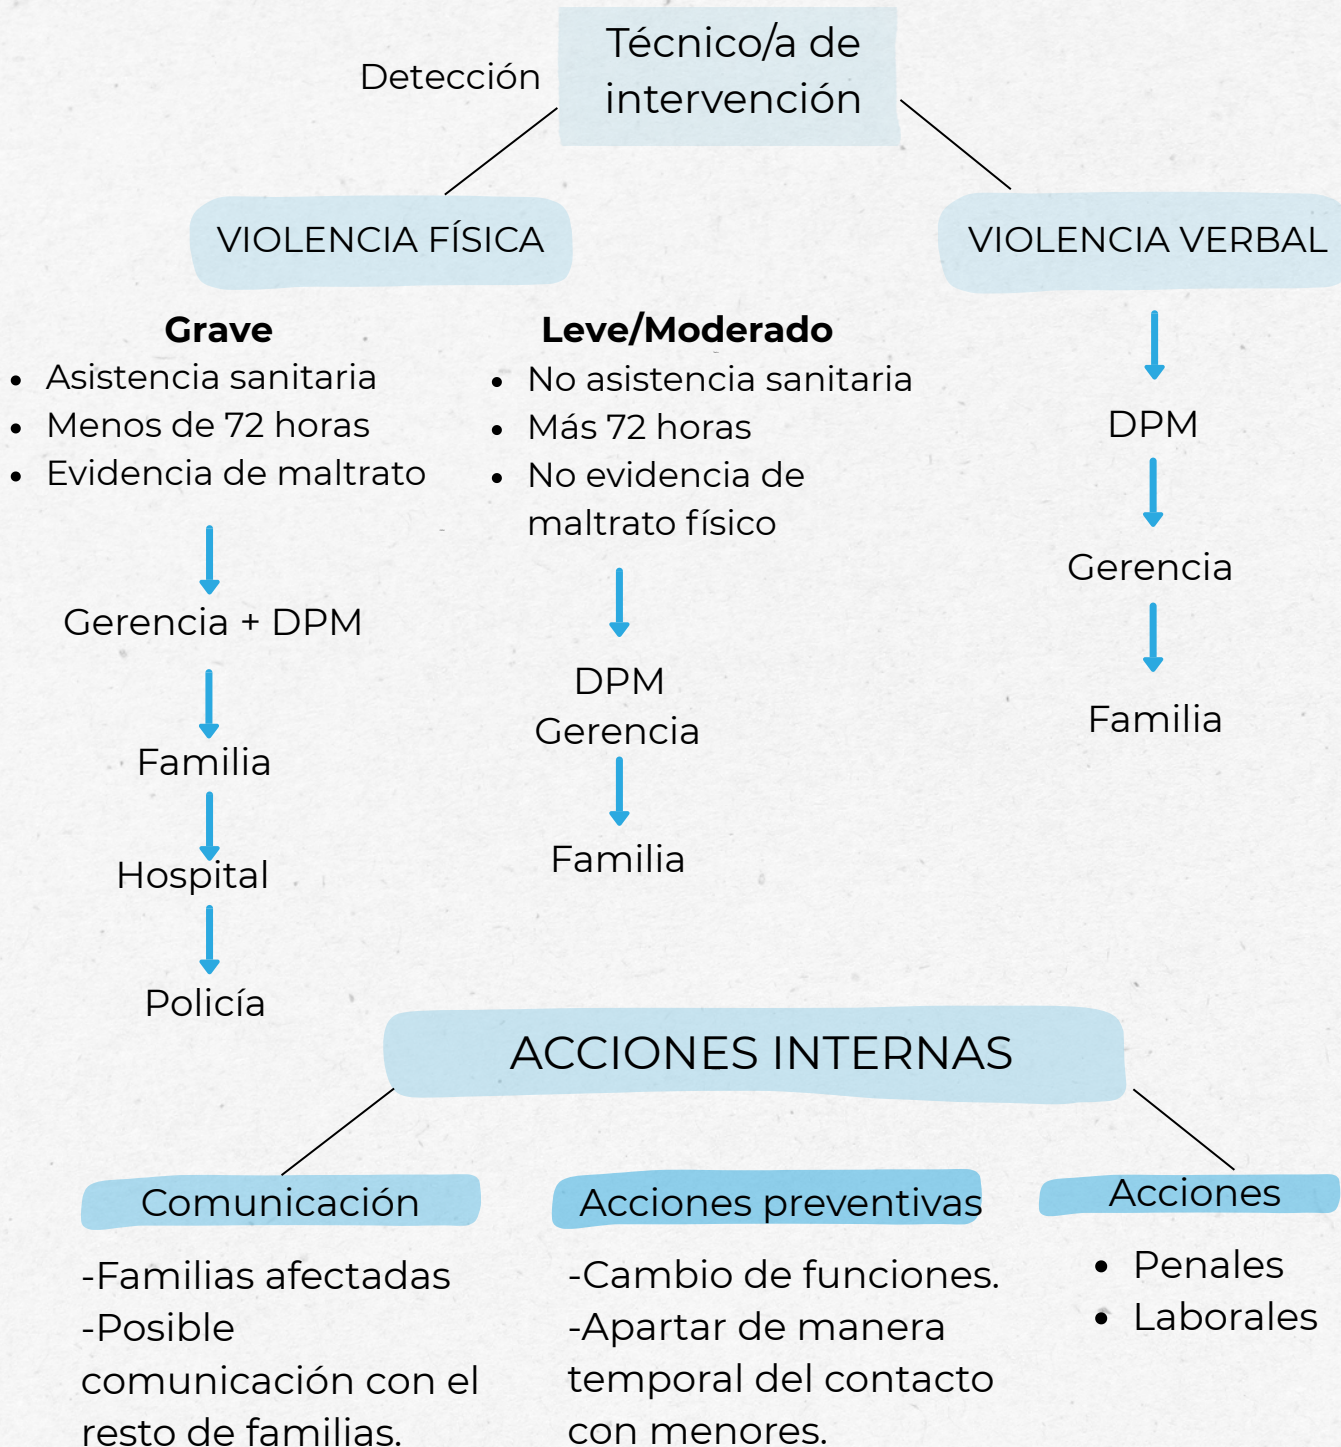 Técnico/a de
intervención
Detección
VIOLENCIA FÍSICA
Grave
• Asistencia sanitaria
• Menos de 72 horas
• Evidencia de maltrato
Gerencia + DPM
Familia
Hospital
Policía
Leve/Moderado
• No asistencia sanitaria
• Más 72 horas
• No evidencia de
maltrato físico
DPM
Gerencia
Familia
VIOLENCIA VERBAL
DPM
Gerencia
Familia
ACCIONES INTERNAS
Comunicación
-Familias afectadas
-Posible
comunicación con el
resto de familias.
Acciones preventivas
-Cambio de funciones.
-Apartar de manera
temporal del contacto
con menores.
Acciones
• Penales
• Laborales